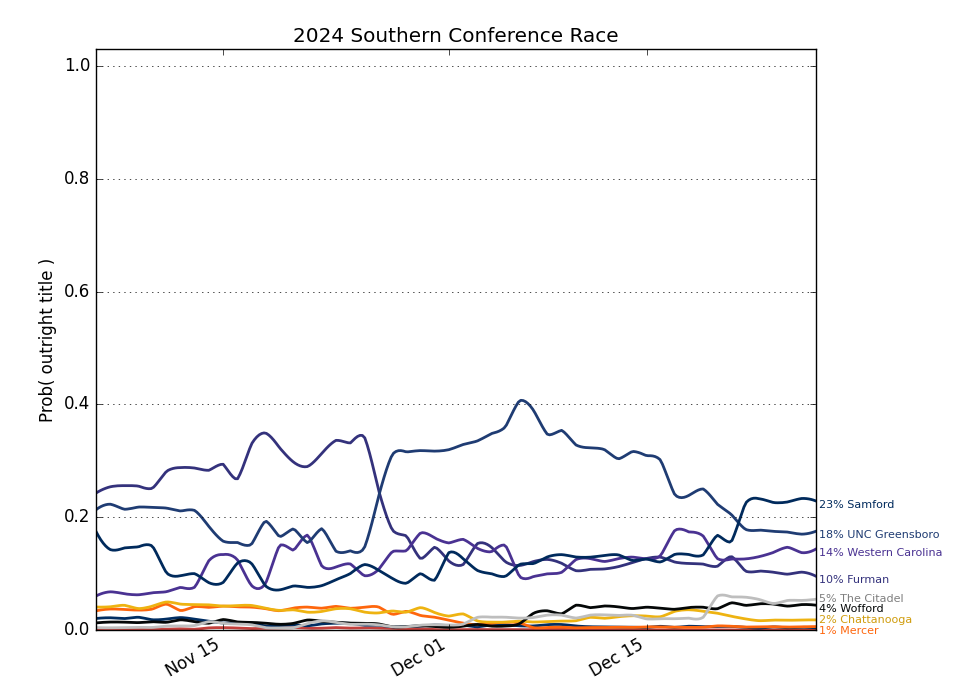 2024 Southern Conference Race
Prob( outright title )
1.0
0.8
0.6
0.4
0.2
0.0
Nov 15
Dec 01
Dec 15
23% Samford
18% UNC Greensboro
14% Western Carolina
10% Furman
5% The Citadel
4% Wofford
2% Chattanooga
1% Mercer